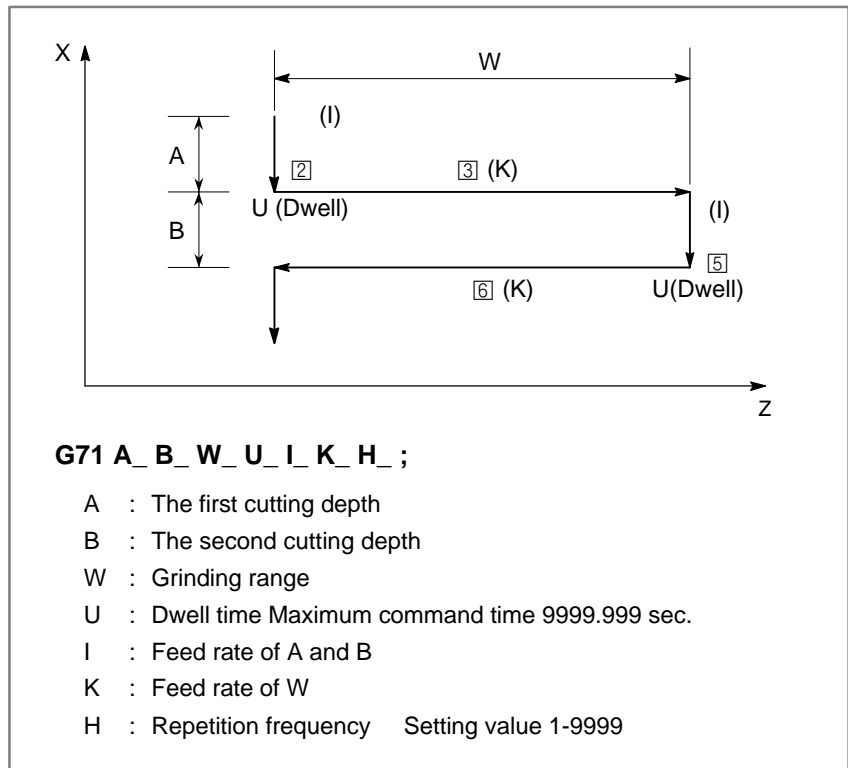 X
W
(I)
A
2
3 (K)
U (Dwell)
(I)
B
5
6 (K)
U(Dwell)
Z
G71 A_ B_ W_ U_ I_ K_ H_ ;
A : The first cutting depth
B : The second cutting depth
W : Grinding range
U : Dwell time Maximum command time 9999.999 sec.
I : Feed rate of A and B
K : Feed rate of W
H : Repetition frequency Setting value 1-9999